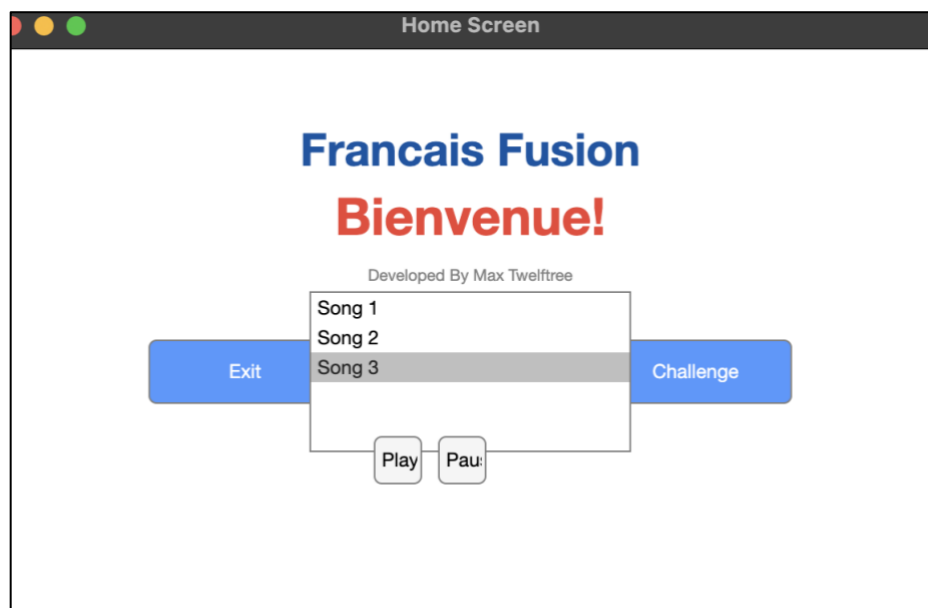 Home Screen
Francais Fusion
Bienvenue!
Developed By Max Twelftree
Song 1
Song 2
Exit Song 3 Challenge
Play